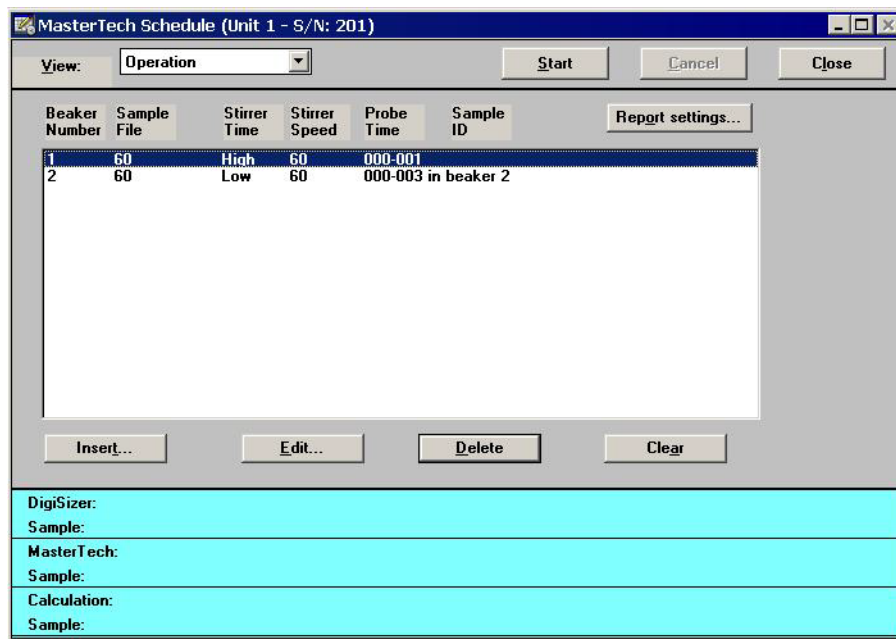 MasterTech Schedule (Unit 1 - S/N: 201)
View: Operation Start Cancel Close
Beaker Number Sample File Stirrer Time Stirrer Speed Probe Time Sample ID Report settings...
1 60 High 60 000-001
2 60 Low 60 000-003 in beaker 2
Insert... Edit... Delete Clear
DigiSizer:
Sample:
MasterTech:
Sample:
Calculation:
Sample: